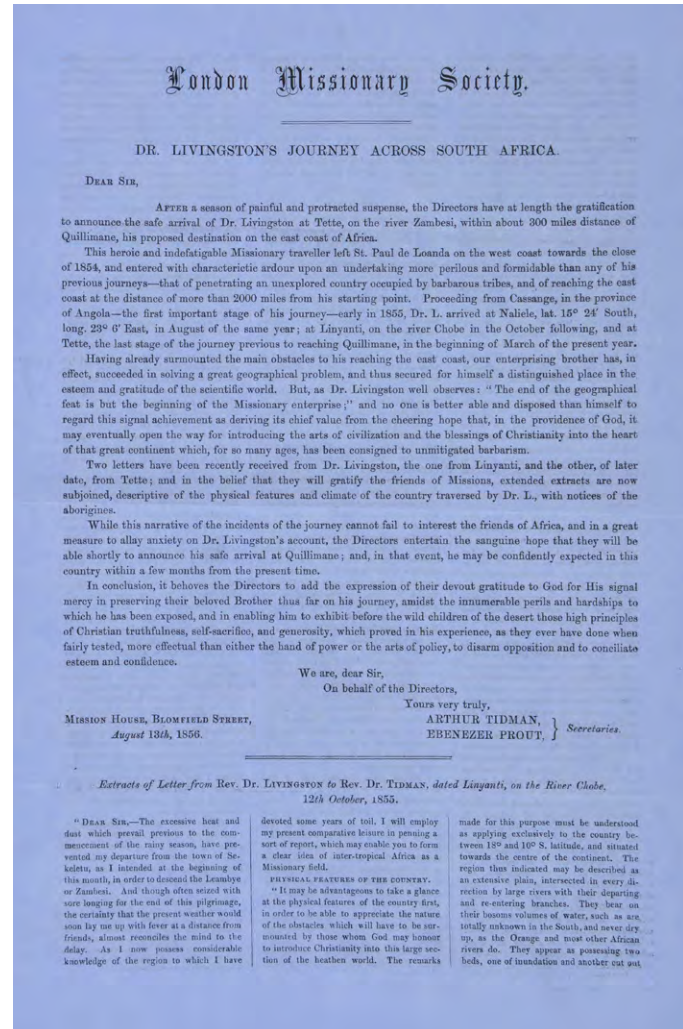 London Missionary Society.
DR. LIVINGSTON'S JOURNEY ACROSS SOUTH AFRICA.
DEAR SIR,
AFTER a season of painful and protracted suspense, the Directors have at length the gratification
to announce the safe arrival of Dr. Livingston at Tette, on the river Zambesi, within about 300 miles distance of
Quillimane, his proposed destination on the east coast of Africa.
This heroic and indefatigable Missionary traveller left St. Paul de Loanda on the west coast towards the close
of 1854, and entered with characteristic ardour upon an undertaking more perilous and formidable than any of his
previous journeys—that of penetrating an unexplored country occupied by barbarous tribes, and of reaching the east
coast at the distance of more than 2000 miles from his starting point. Proceeding from Cassange, in the province
of Angola—the first important stage of his journey—early in 1855, Dr. L. arrived at Naliele, lat. 15° 24' South,
long. 23° 6' East, in August of the same year; at Linyanti, on the river Chobe in the October following, and at
Tette, the last stage of the journey previous to reaching Quillimane, in the beginning of March of the present year.
Having already surmounted the main obstacles to his reaching the east coast, our enterprising brother has, in
effect, succeeded in solving a great geographical problem, and thus secured for himself a distinguished place in the
esteem and gratitude of the scientific world. But, as Dr. Livingston well observes: "The end of the geographical
feat is but the beginning of the Missionary enterprise;" and no one is better able and disposed than himself to
regard this signal achievement as deriving its chief value from the cheering hope that, in the providence of God, it
may eventually open the way for introducing the arts of civilization and the blessings of Christianity into the heart
of that great continent which, for so many ages, has been consigned to unmitigated barbarism.
Two letters have been recently received from Dr. Livingston, the one from Linyanti, and the other, of later
date, from Tette; and in the belief that they will gratify the friends of Missions, extended extracts are now
subjoined, descriptive of the physical features and climate of the country traversed by Dr. L., with notices of the
aborigines.
While this narrative of the incidents of the journey cannot fail to interest the friends of Africa, and in a great
measure to allay anxiety on Dr. Livingston's account, the Directors entertain the sanguine hope that they will be
able shortly to announce his safe arrival at Quillimane; and, in that event, he may be confidently expected in this
country within a few months from the present time.
In conclusion, it behoves the Directors to add the expression of their devout gratitude to God for His signal
mercy in preserving their beloved Brother thus far on his journey, amidst the innumerable perils and hardships to
which he has been exposed, and in enabling him to exhibit before the wild children of the desert those high principles
of Christian truthfulness, self-sacrifice, and generosity, which proved in his experience, as they ever have done when
fairly tested, more effectual than either the hand of power or the arts of policy, to disarm opposition and to conciliate
esteem and confidence.
We are, dear Sir,
On behalf of the Directors,
Yours very truly,
MISSION HOUSE, BLOMFIELD STREET,
August 13th, 1856.
ARTHUR TIDMAN,
EBENEZER PROUT,
} Secretaries.
Extracts of Letter from REV. DR. LIVINGSTON to REV. DR. TIDMAN, dated Linyanti, on the River Chobe,
12th October, 1855.
"DEAR SIR,—The excessive heat and
dust which prevail previous to the com-
mencement of the rainy season, have pre-
vented my departure from the town of Se-
keletu, as I intended at the beginning of
this month, in order to descend the Leambye
or Zambesi. And though often seized with
sore longing for the end of this pilgrimage,
the certainty that the present weather would
soon lay me up with fever at a distance from
friends, almost reconciles the mind to the
delay. As I now possess considerable
knowledge of the region to which I have
devoted some years of toil, I will employ
my present comparative leisure in penning a
sort of report, which may enable you to form
a clear idea of inter-tropical Africa as a
Missionary field.
PHYSICAL FEATURES OF THE COUNTRY.
"It may be advantageous to take a glance
at the physical features of the country first,
in order to be able to appreciate the nature
of the obstacles which will have to be sur-
mounted by those whom God may honour
to introduce Christianity into this large sec-
tion of the heathen world. The remarks
made for this purpose must be understood
as applying exclusively to the country be-
tween 18° and 10° S. latitude, and situated
towards the centre of the continent. The
region thus indicated may be described as
an extensive plain, intersected in every di-
rection by large rivers with their departing
and re-entering branches. They bear on
their bosoms volumes of water, such as are
totally unknown in the South, and never dry
up, as the Orange and most other African
rivers do. They appear as possessing two
beds, one of inundation and another cut out